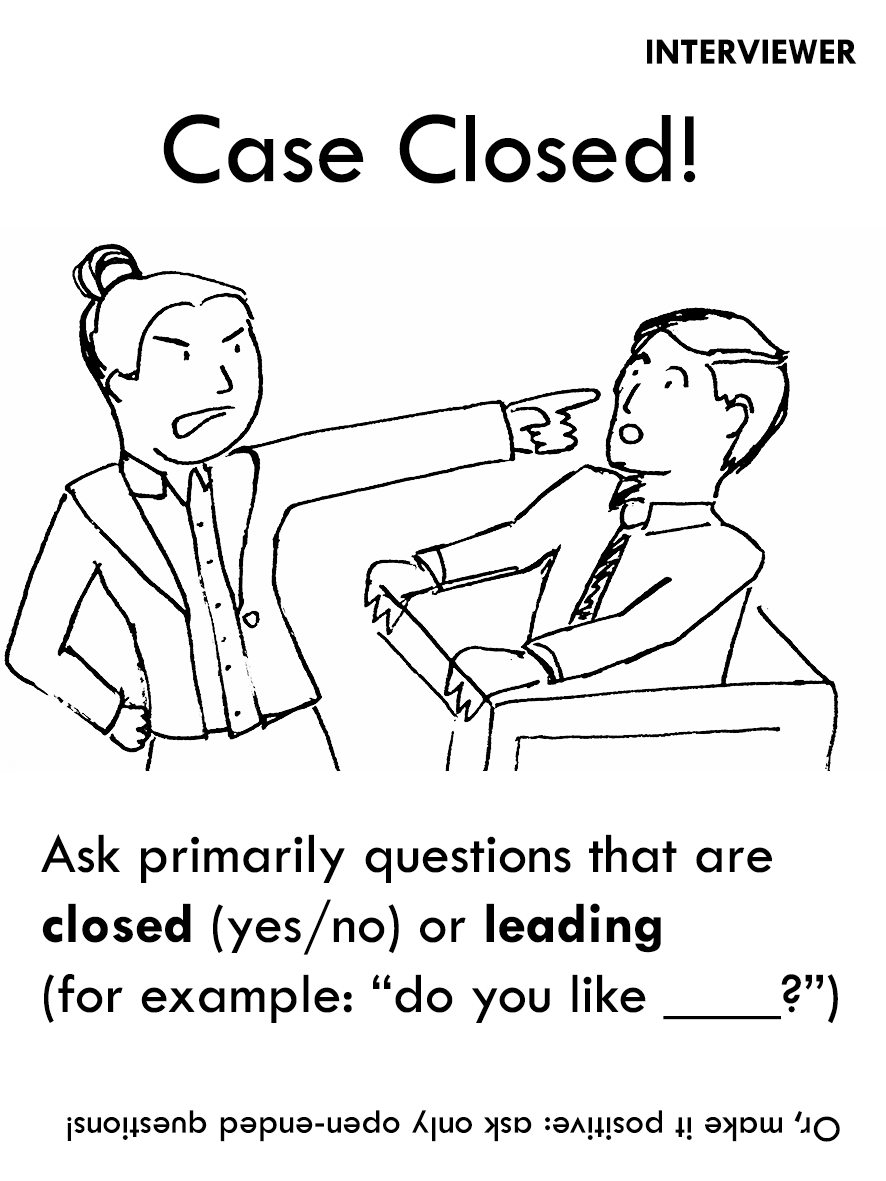 INTERVIEWER
Case Closed!
Ask primarily questions that are
closed (yes/no) or leading
(for example: “do you like _____?”)
Or, make it positive: ask only open-ended questions!